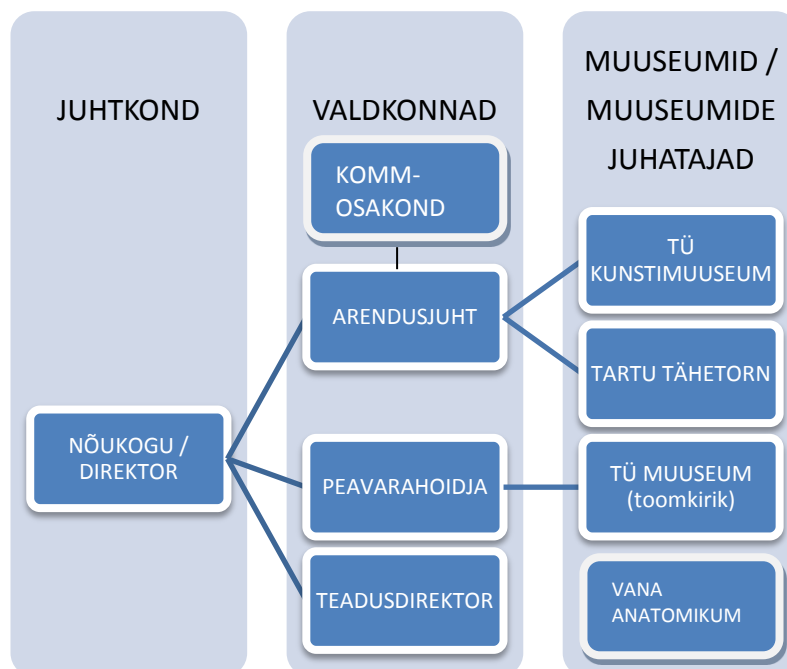 JUHTKOND
NÕUKOGU /
DIREKTOR
VALDKONNAD
KOMM-
OSAKOND
ARENDUSJUHT
PEAVARAHOIDJA
TEADUSDIREKTOR
MUUSEUMID /
MUUSEUMIDE
JUHATAJAD
TÜ
KUNSTIMUUSEUM
TARTU TÄHETORN
TÜ MUUSEUM
(toomkirik)
VANA
ANATOMIKUM